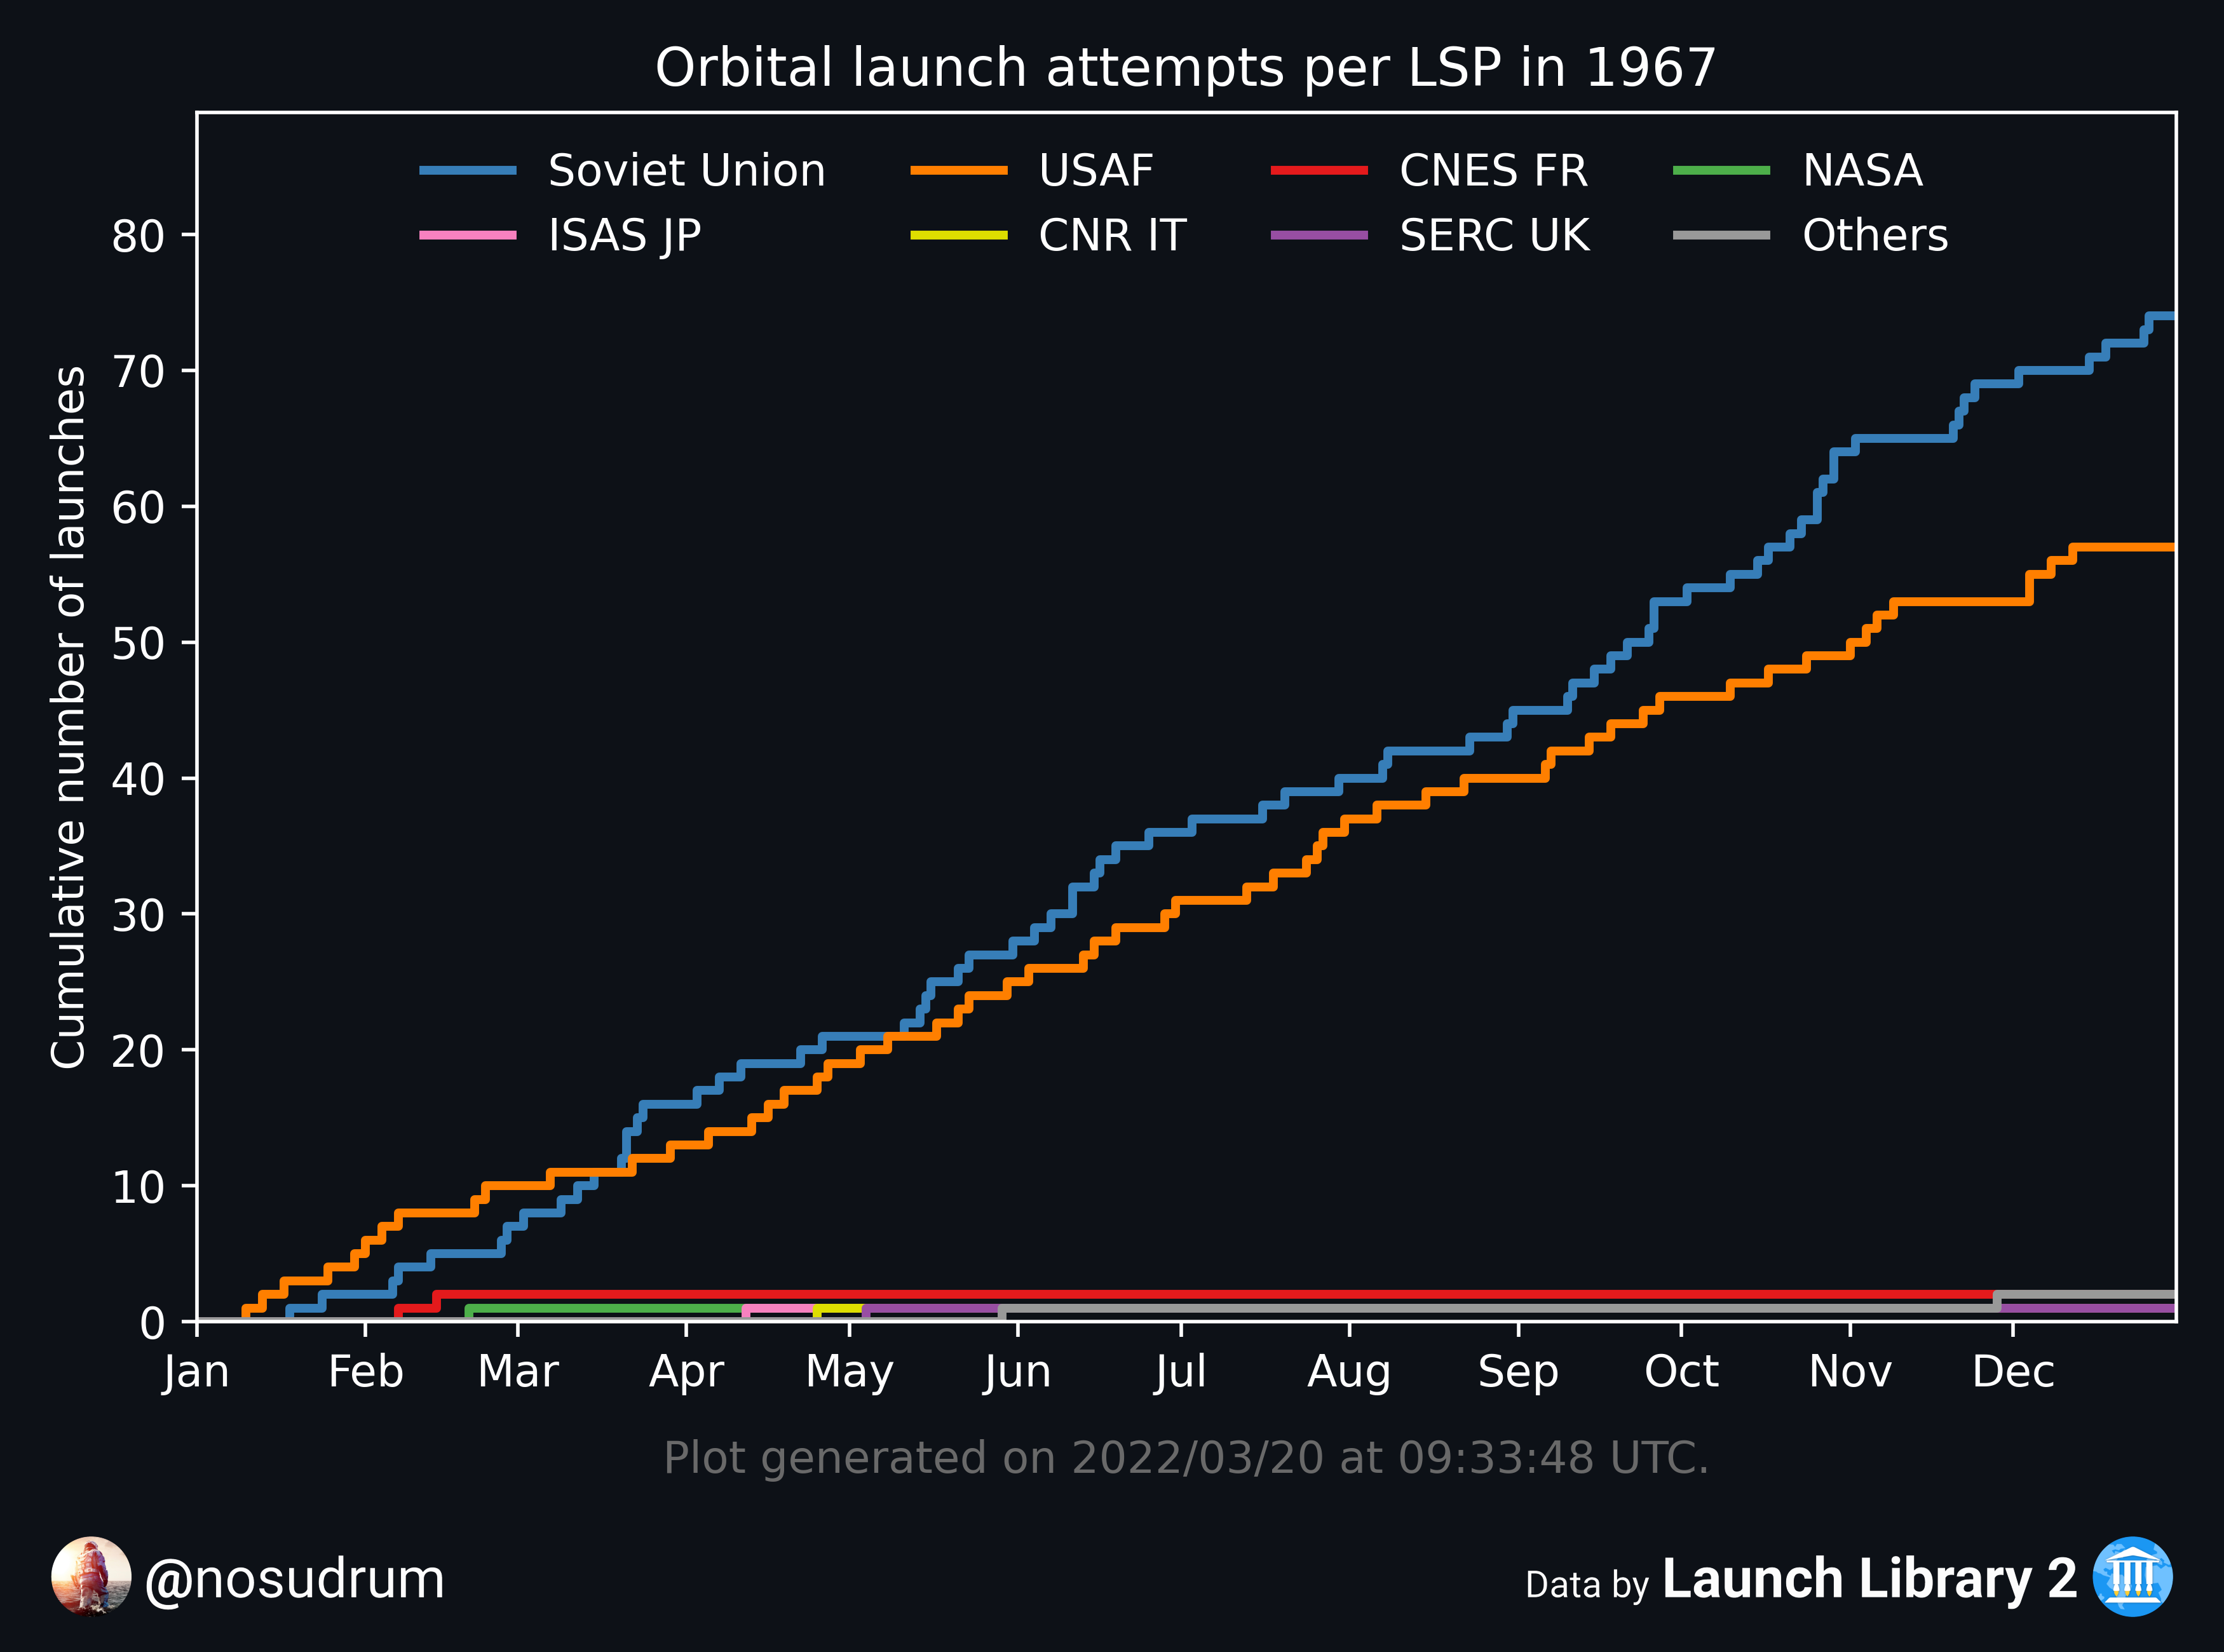 Orbital launch attempts per LSP in 1967
Soviet Union USAF CNES FR NASA
ISAS JP CNR IT SERC UK Others
Cumulative number of launches
80
70
60
50
40
30
20
10
0
Jan Feb Mar Apr May Jun Jul Aug Sep Oct Nov Dec
Plot generated on 2022/03/20 at 09:33:48 UTC.
@nosudrum
Data by Launch Library 2